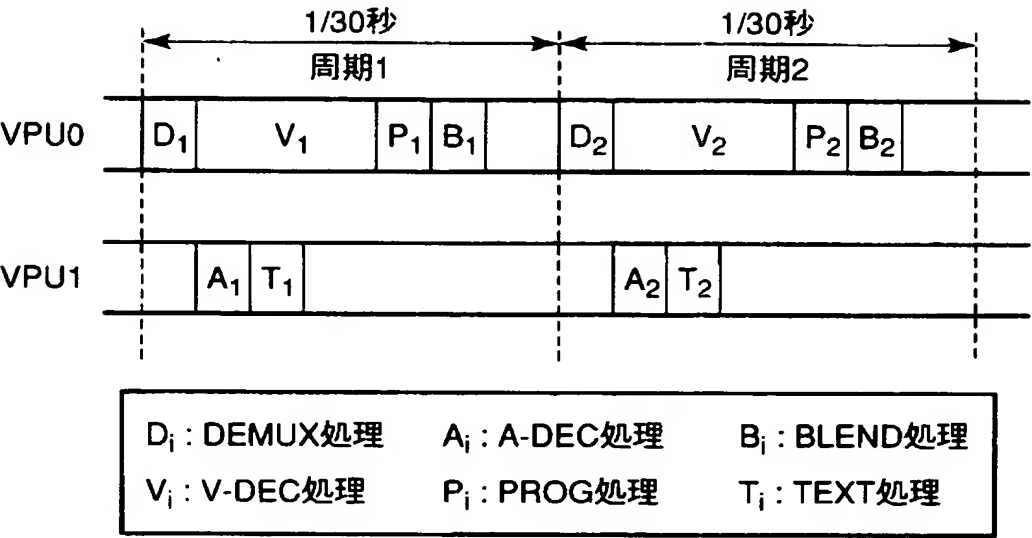 1/30秒 1/30秒
周期1 周期2
VPU0 D1 V1 P1 B1 D2 V2 P2 B2
VPU1 A1 T1 A2 T2
Di : DEMUX処理 Ai : A-DEC処理 Bi : BLEND処理
Vi : V-DEC処理 Pi : PROG処理 Ti : TEXT処理